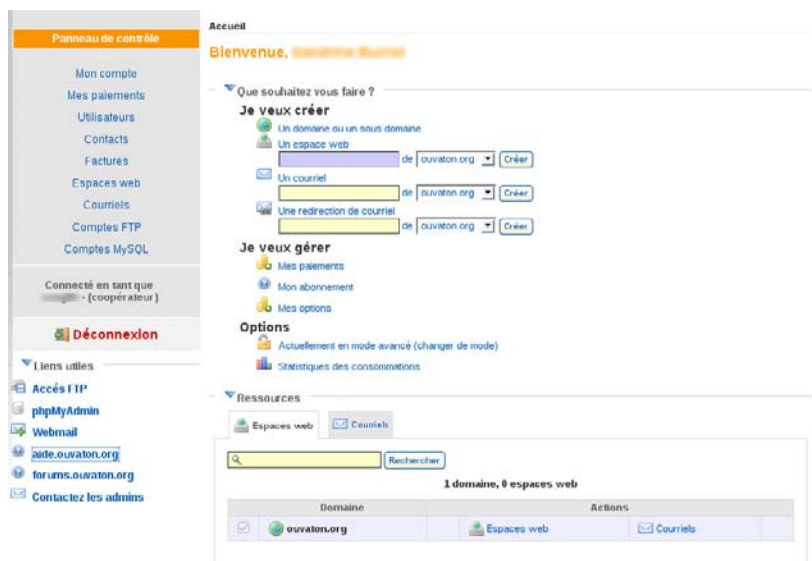 Panneau de contrôle
Mon compte
Mes paiements
Utilisateurs
Contacts
Factures
Espaces web
Courriels
Comptes FTP
Comptes MySQL
Connecté en tant que
- (coopérateur)
Déconnexion
Liens utiles
Accés FTP
phpMyAdmin
Webmail
aide.ouvaton.org
forums.ouvaton.org
Contactez les admins
Accueil
Bienvenue,
Que souhaitez vous faire ?
Je veux créer
Un domaine ou un sous domaine
Un espace web
de ouvaton.org Créer
Un courriel
de ouvaton.org Créer
Une redirection de courriel
de ouvaton.org Créer
Je veux gérer
Mes paiements
Mon abonnement
Mes options
Options
Actuellement en mode avancé (changer de mode)
Statistiques des consommations
Ressources
Espaces web Courriels
Rechercher
1 domaine, 0 espaces web
Domaine Actions
ouvaton.org Espaces web Courriels